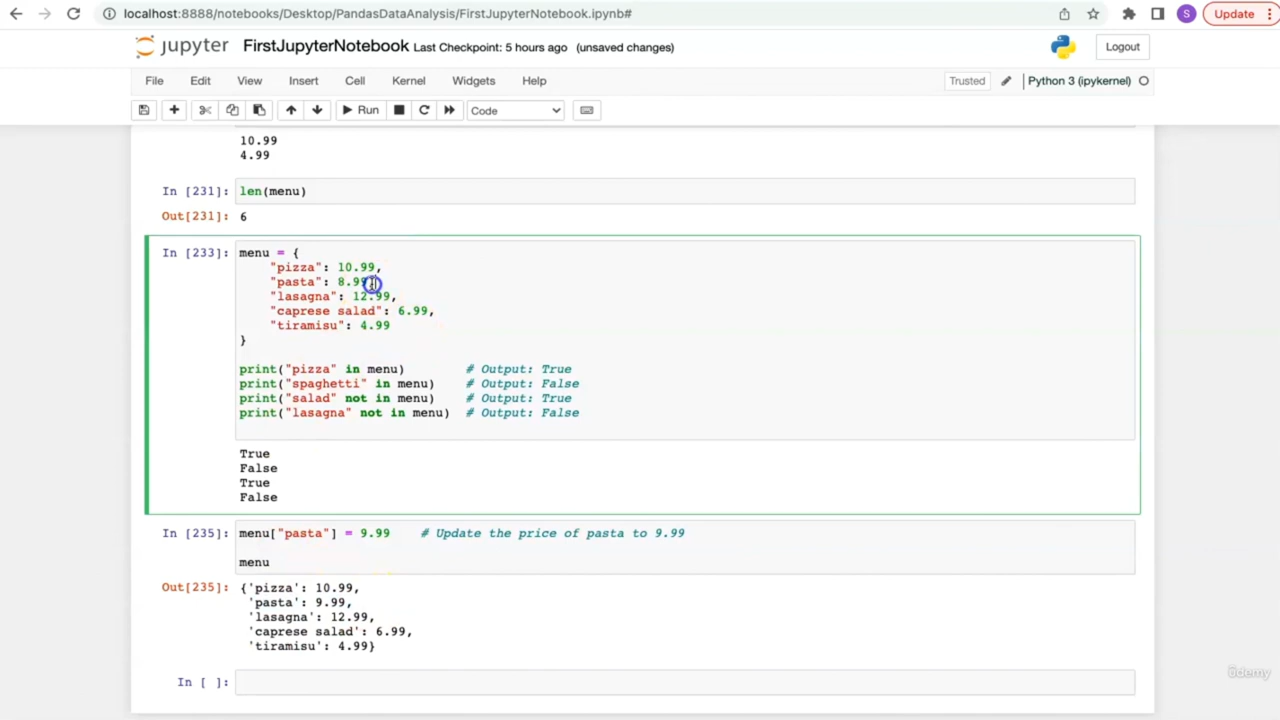 localhost:8888/notebooks/Desktop/PandasDataAnalysis/FirstJupyterNotebook.ipynb#
S
Update
jupyter FirstJupyterNotebook Last Checkpoint: 5 hours ago (unsaved changes)
Logout
File Edit View Insert Cell Kernel Widgets Help
Trusted
Python 3 (ipykernel)
Run
Code
10.99
4.99
In [231]: len(menu)
Out[231]: 6
In [233]: menu = {
"pizza": 10.99,
"pasta": 8.99
"lasagna": 12.99,
"caprese salad": 6.99,
"tiramisu": 4.99
}
print("pizza" in menu) # Output: True
print("spaghetti" in menu) # Output: False
print("salad" not in menu) # Output: True
print("lasagna" not in menu) # Output: False
True
False
True
False
In [235]: menu["pasta"] = 9.99 # Update the price of pasta to 9.99
menu
Out[235]: {'pizza': 10.99,
'pasta': 9.99,
'lasagna': 12.99,
'caprese salad': 6.99,
'tiramisu': 4.99}
In [ ]:
ûdemy